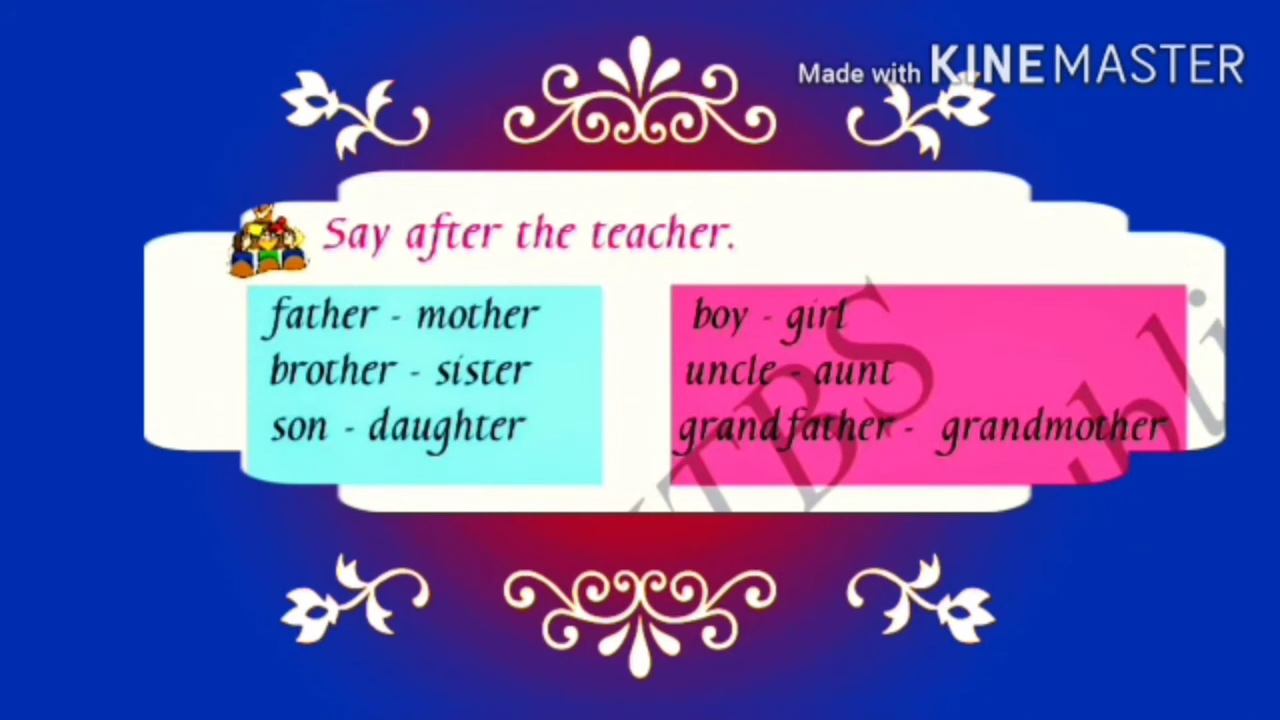 Made with KINEMASTER
Say after the teacher.
father - mother
brother - sister
son - daughter
boy - girl
uncle - aunt
grandfather - grandmother
TBS